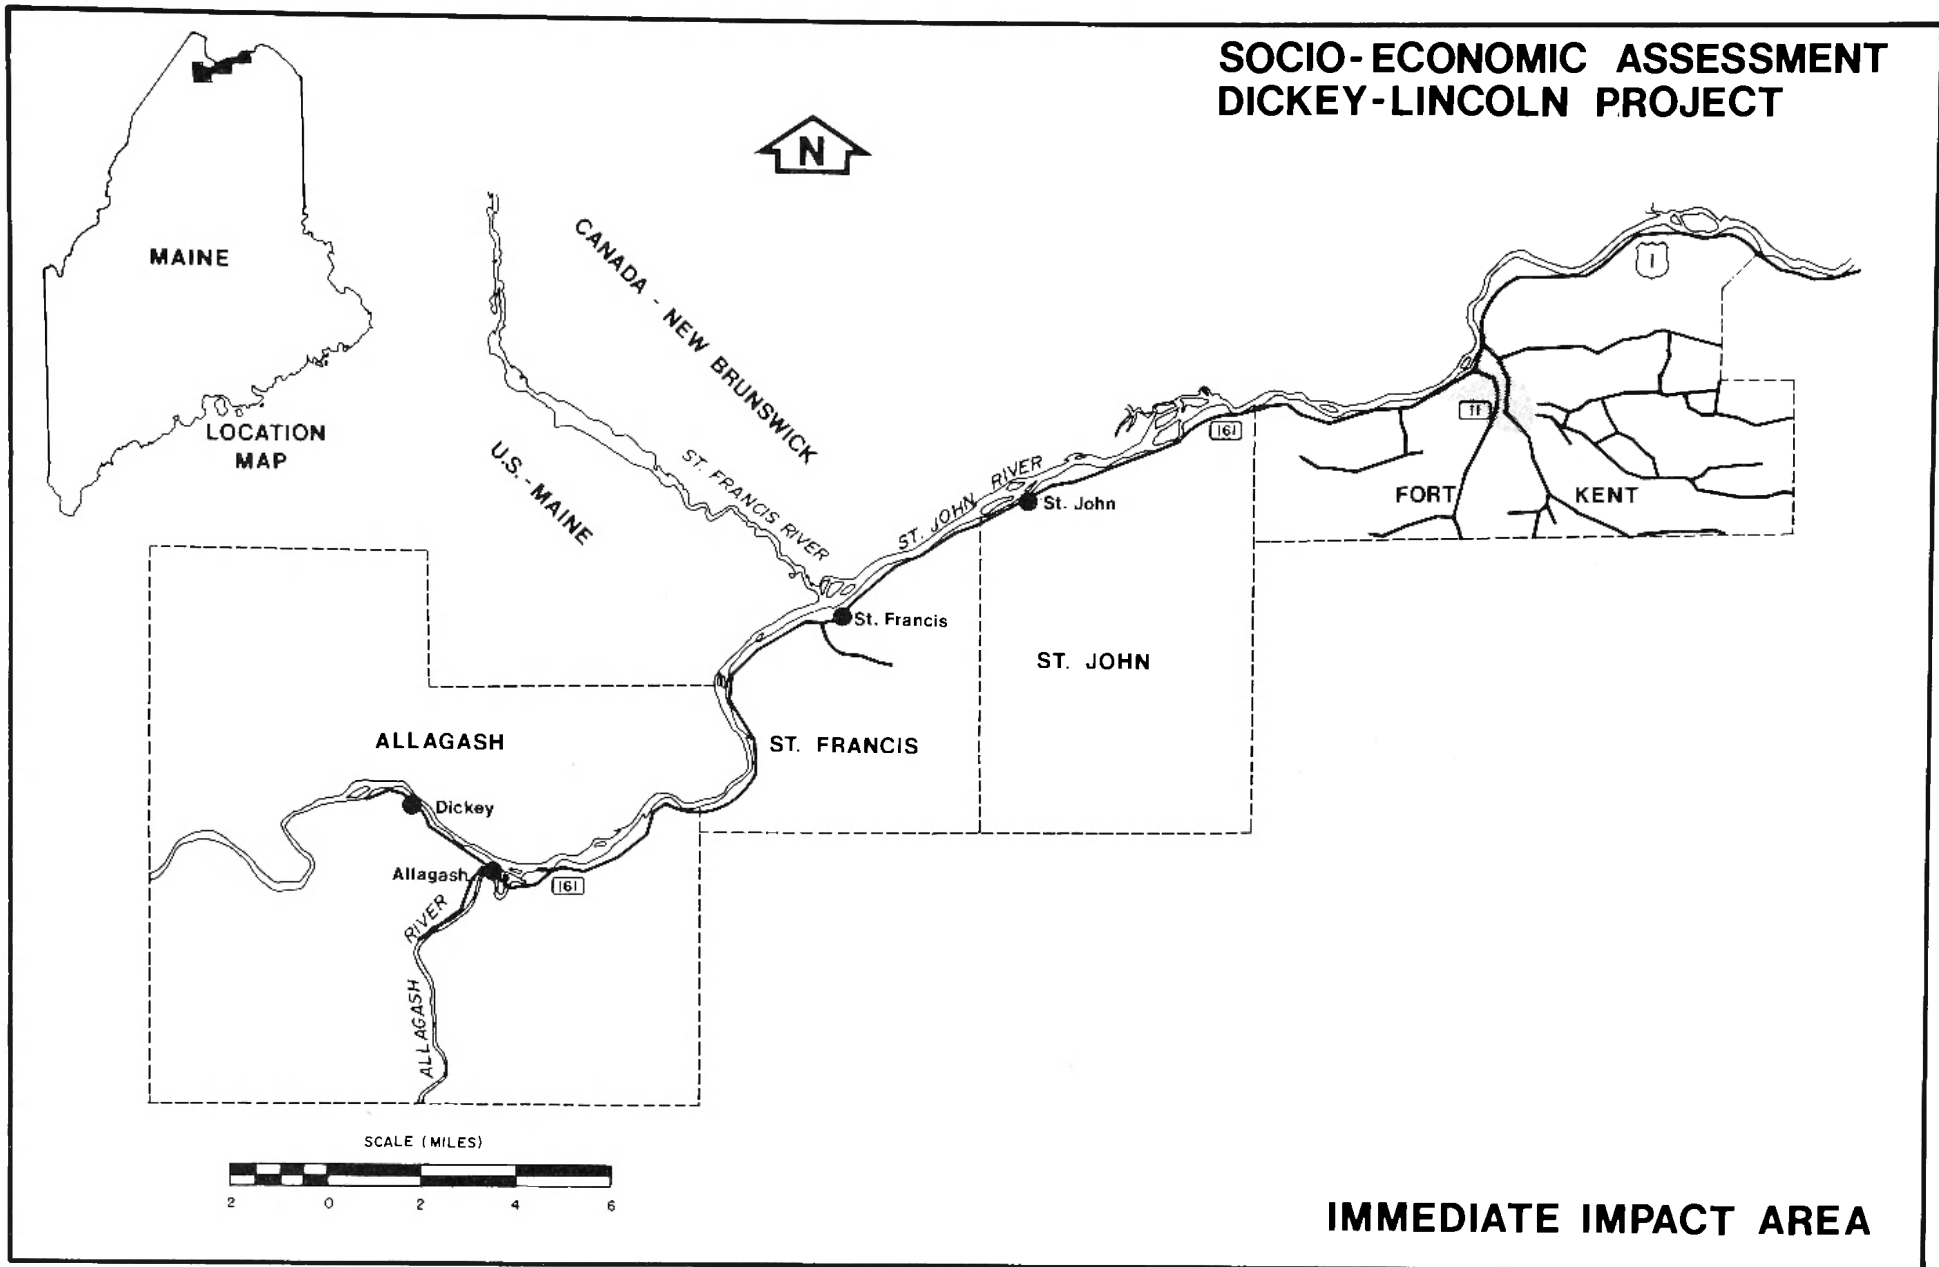 SOCIO-ECONOMIC ASSESSMENT
DICKEY-LINCOLN PROJECT
N
MAINE
LOCATION
MAP
CANADA - NEW BRUNSWICK
U.S.-MAINE
ST. FRANCIS RIVER
ST. JOHN RIVER
1
161
11
FORT KENT
St. John
St. Francis
ST. JOHN
ALLAGASH
ST. FRANCIS
Dickey
Allagash
161
ALLAGASH RIVER
SCALE (MILES)
2 0 2 4 6
IMMEDIATE IMPACT AREA